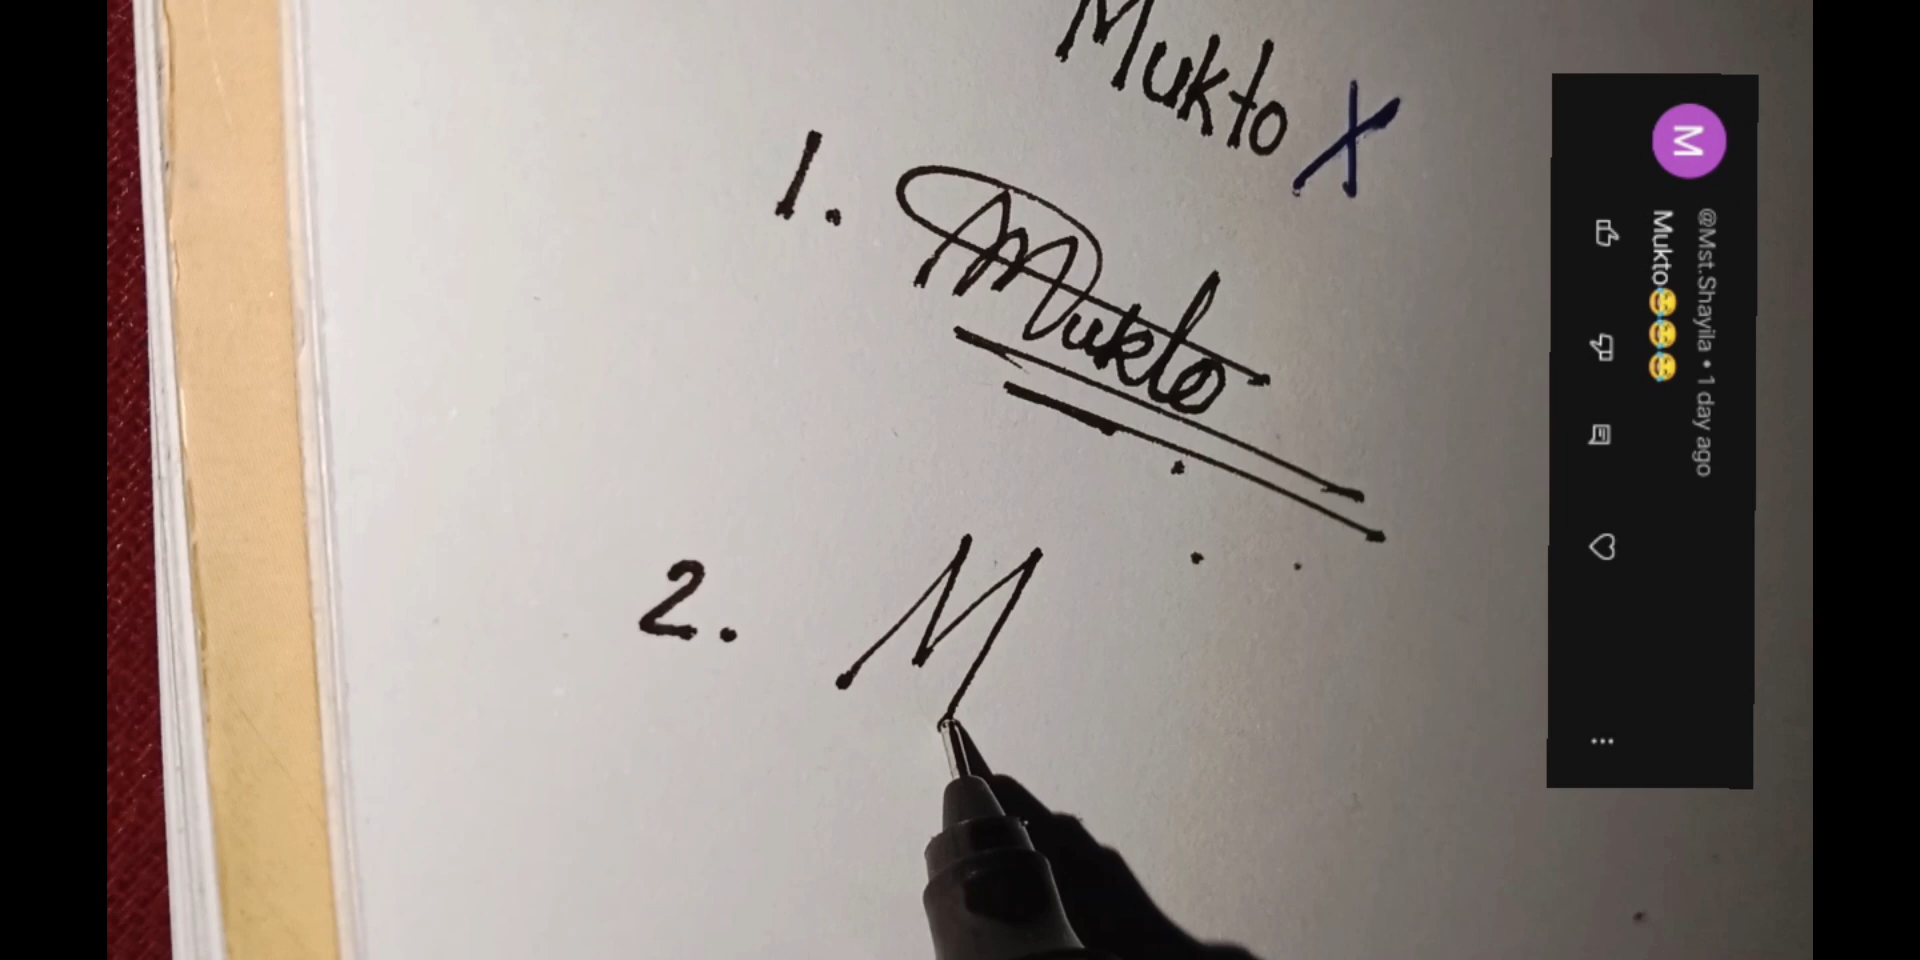 Mukto X
1. Mukto
2. M
M
@Mst.Shayila • 1 day ago
Mukto😊😊😊